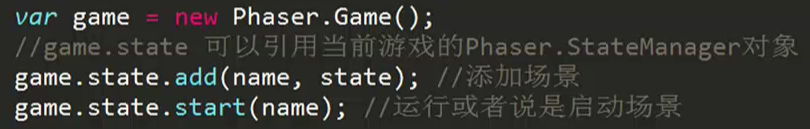 var game = new Phaser.Game();
//game.state 可以引用当前游戏的Phaser.StateManager对象
game.state.add(name, state); //添加场景
game.state.start(name); //运行或者说是启动场景